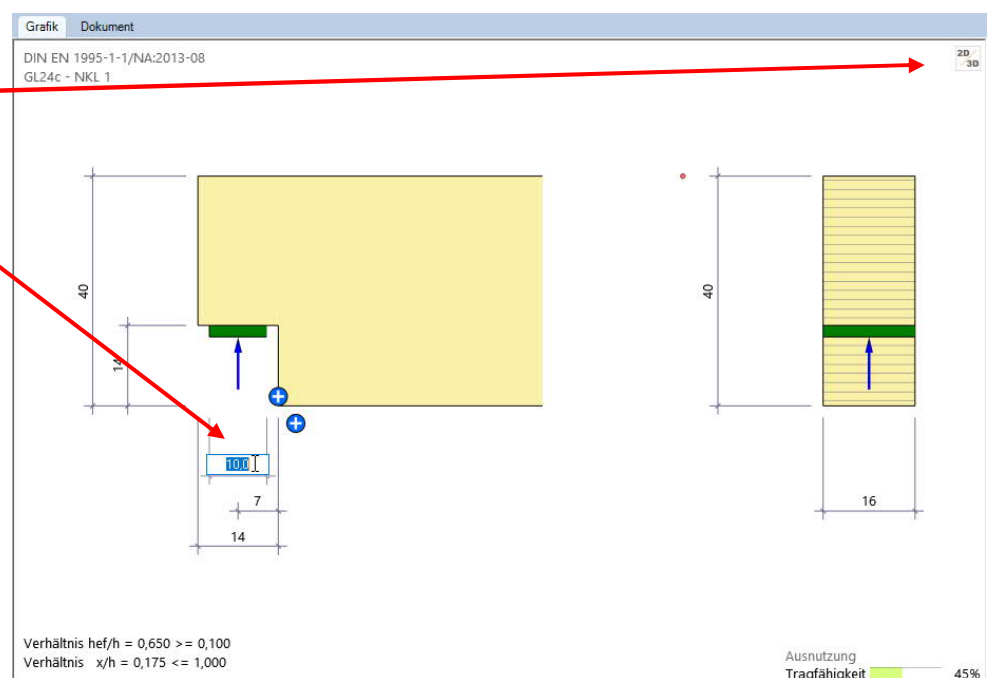 Grafik Dokument
DIN EN 1995-1-1/NA:2013-08
GL24c - NKL 1
2D/3D
40
14
40
10,0
7
14
16
Verhältnis hef/h = 0,650 >= 0,100
Verhältnis x/h = 0,175 <= 1,000
Ausnutzung
Tragfähigkeit 45%